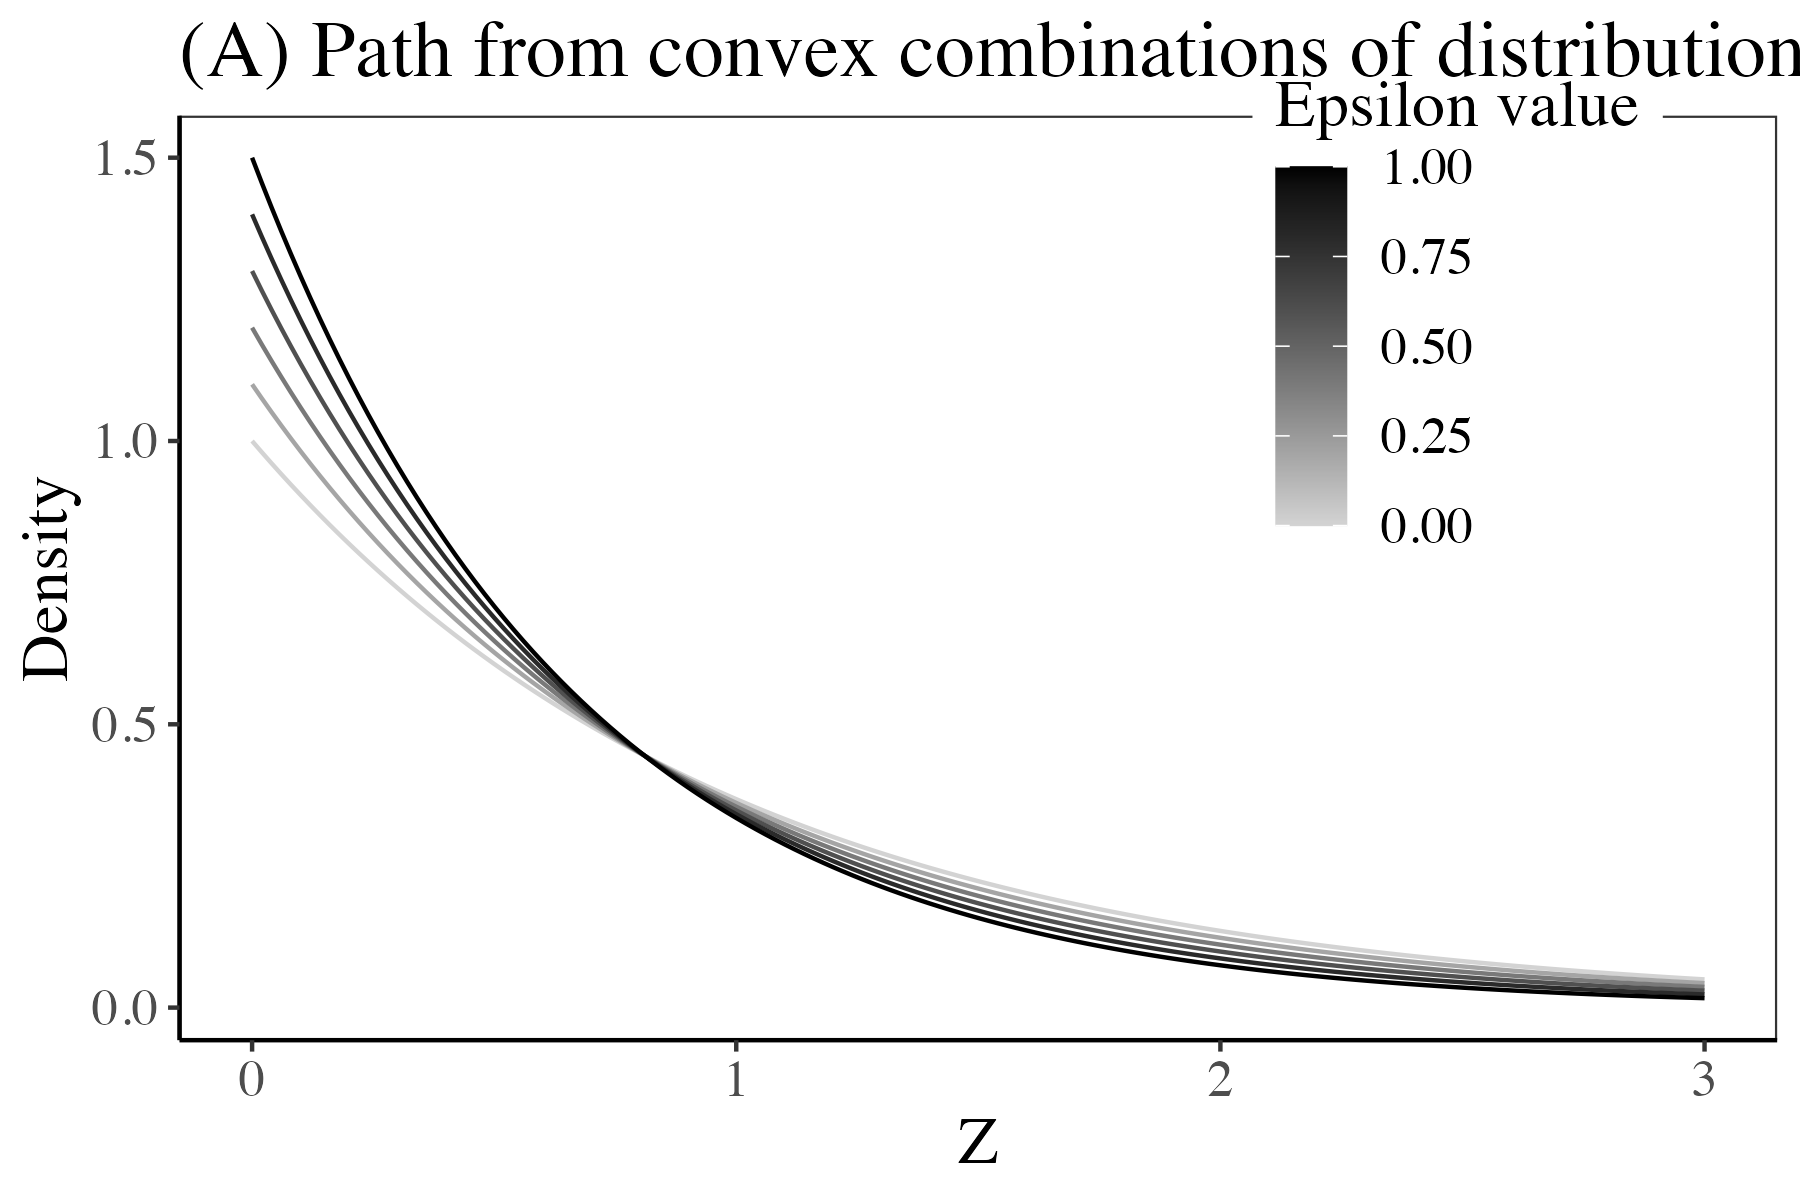 (A) Path from convex combinations of distribution
Epsilon value
1.00
0.75
0.50
0.25
0.00
Density
1.5
1.0
0.5
0.0
0 1 2 3
Z